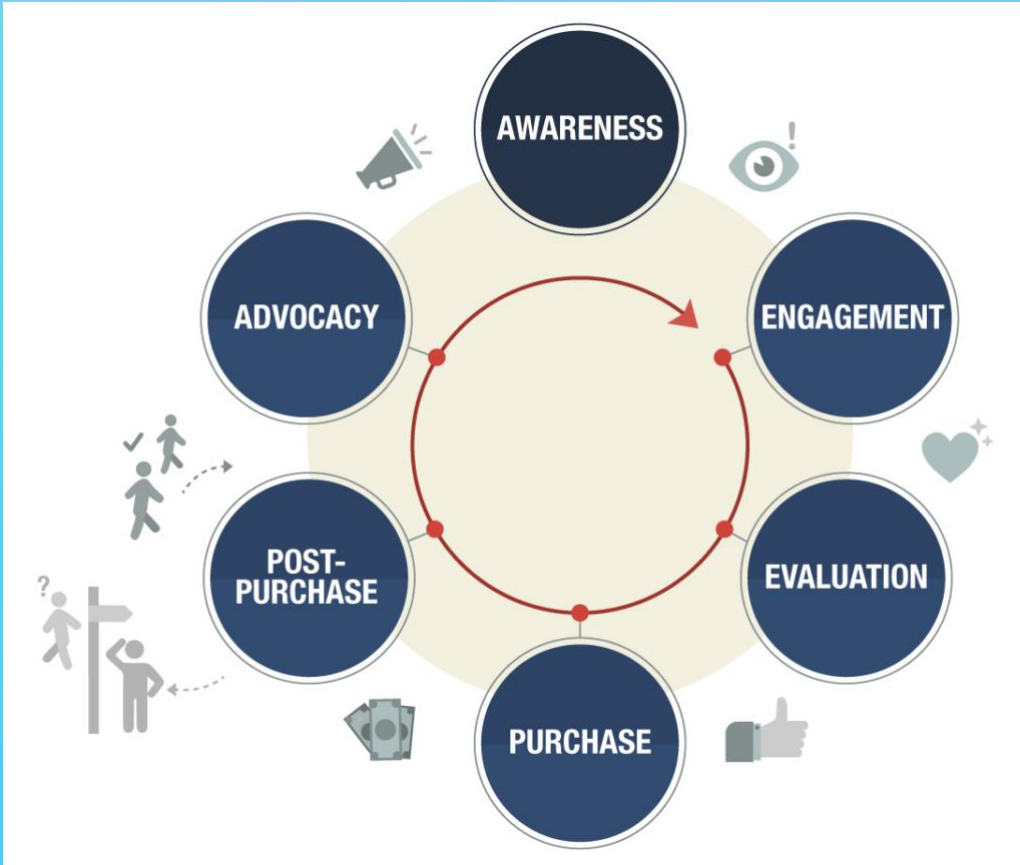 AWARENESS
ENGAGEMENT
EVALUATION
PURCHASE
POST-
PURCHASE
ADVOCACY
!
?